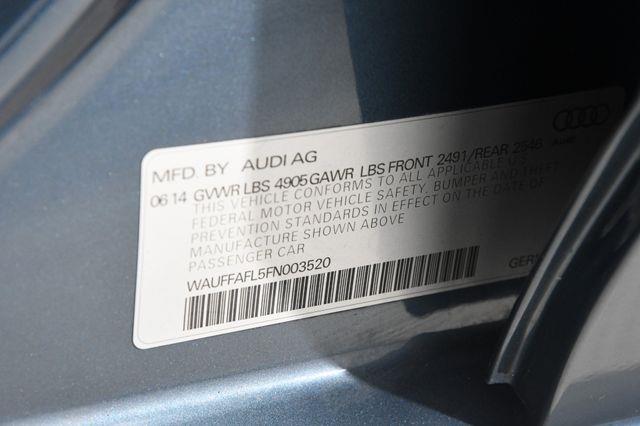 MFD. BY AUDI AG
06 14 GVWR LBS 4905 GAWR LBS FRONT 2491/REAR 2546
THIS VEHICLE CONFORMS TO ALL APPLICABLE U.S.
FEDERAL MOTOR VEHICLE SAFETY, BUMPER AND THEFT
PREVENTION STANDARDS IN EFFECT ON THE DATE OF
MANUFACTURE SHOWN ABOVE
PASSENGER CAR
WAUFFAFL5FN003520
Audi